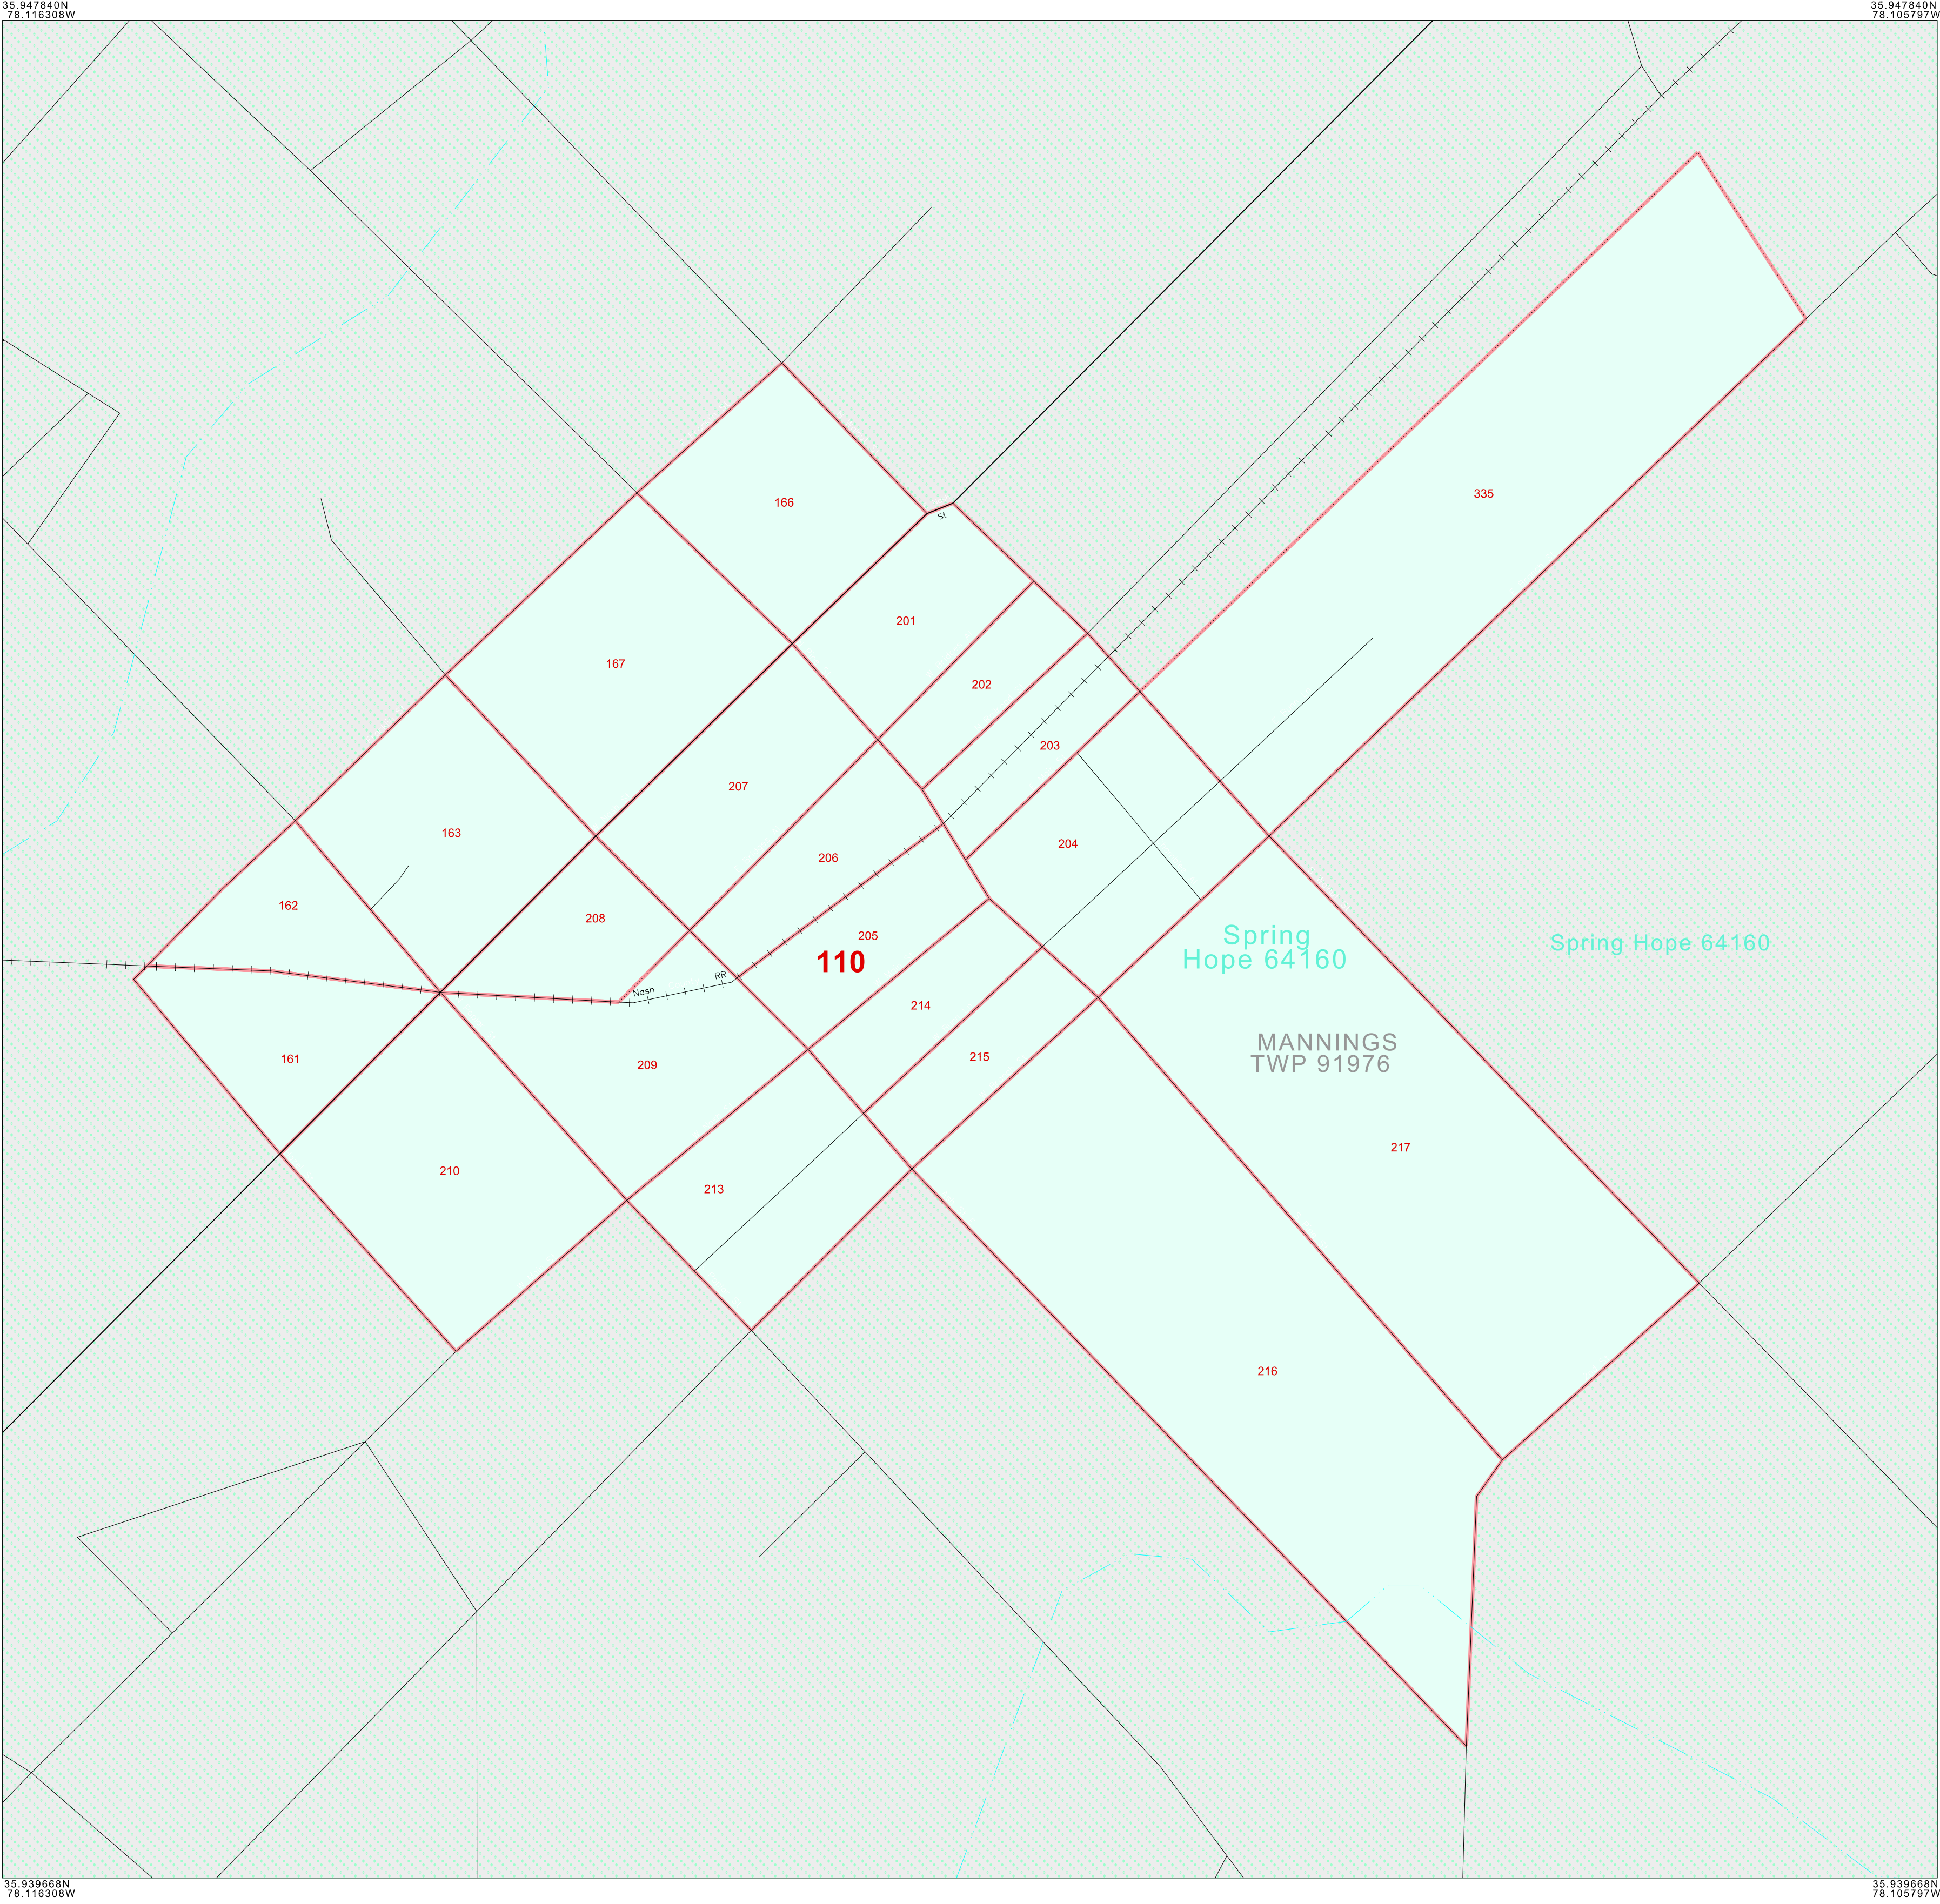 35.947840N
78.116308W
35.947840N
78.105797W
335
166
St
201
167
202
203
207
163
204
206
162
208
205
110
Spring
Hope 64160
Spring Hope 64160
RR
Nash
214
MANNINGS
TWP 91976
161
215
209
217
210
213
216
35.939668N
78.116308W
35.939668N
78.105797W